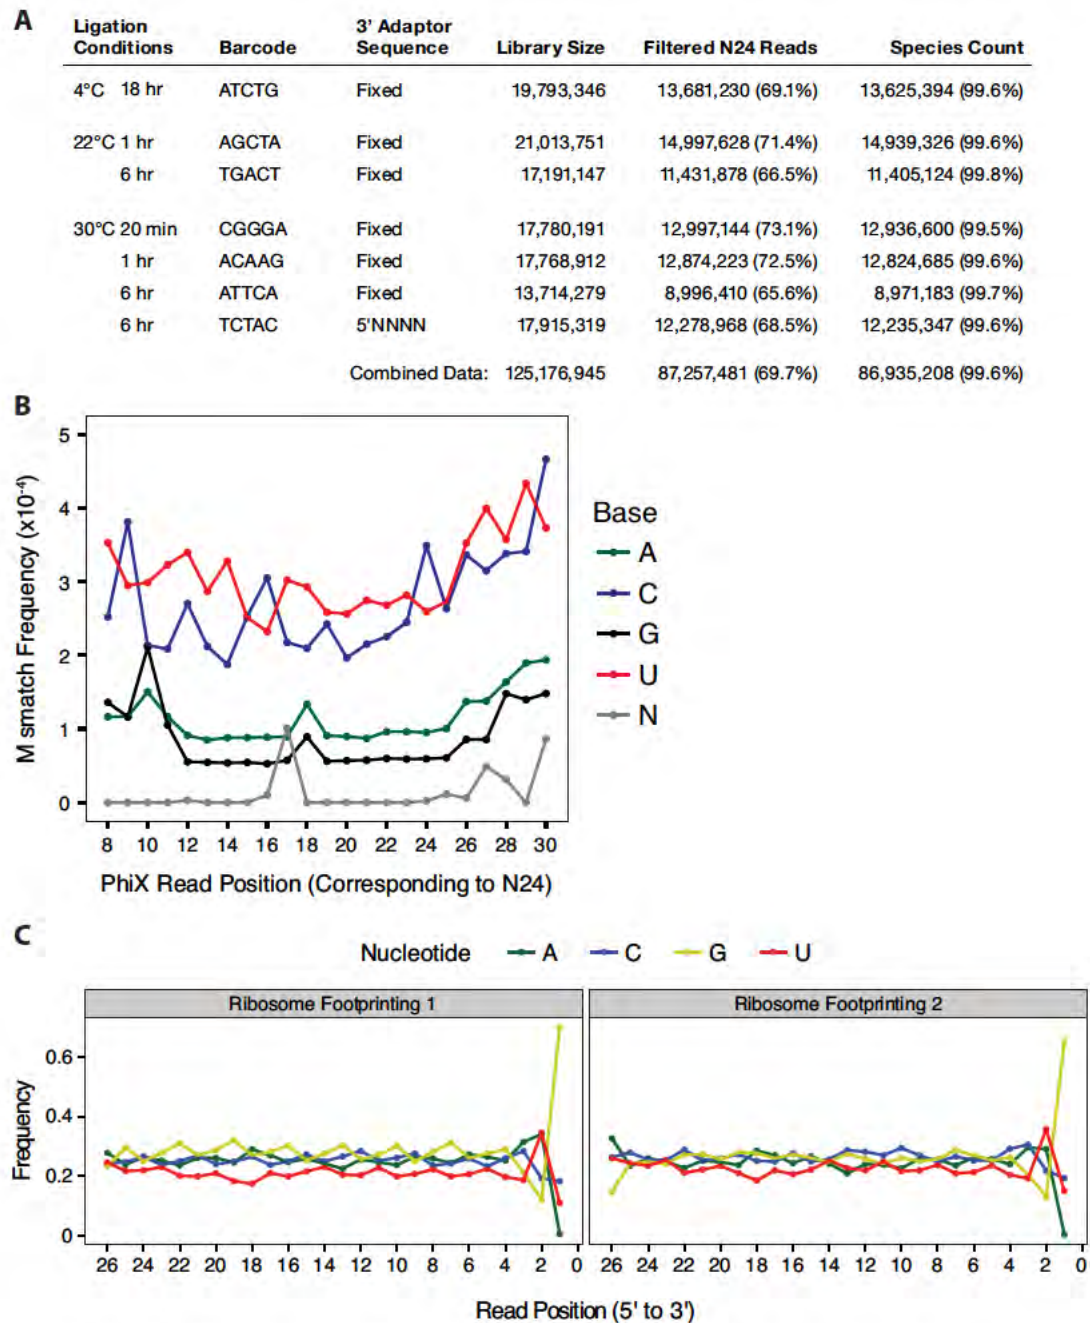 A
Ligation Conditions Barcode 3' Adaptor Sequence Library Size Filtered N24 Reads Species Count
4°C 18 hr ATCTG Fixed 19,793,346 13,681,230 (69.1%) 13,625,394 (99.6%)
22°C 1 hr AGCTA Fixed 21,013,751 14,997,628 (71.4%) 14,939,326 (99.6%)
6 hr TGACT Fixed 17,191,147 11,431,878 (66.5%) 11,405,124 (99.8%)
30°C 20 min CGGGA Fixed 17,780,191 12,997,144 (73.1%) 12,936,600 (99.5%)
1 hr ACAAG Fixed 17,768,912 12,874,223 (72.5%) 12,824,685 (99.6%)
6 hr ATTCA Fixed 13,714,279 8,996,410 (65.6%) 8,971,183 (99.7%)
6 hr TCTAC 5'NNNN 17,915,319 12,278,968 (68.5%) 12,235,347 (99.6%)
Combined Data: 125,176,945 87,257,481 (69.7%) 86,935,208 (99.6%)
B
M smatch Frequency (x10⁻⁴)
5
4
3
2
1
0
8 10 12 14 16 18 20 22 24 26 28 30
PhiX Read Position (Corresponding to N24)
Base
A
C
G
U
N
C
Nucleotide A C G U
Ribosome Footprinting 1 Ribosome Footprinting 2
Frequency
0.6
0.4
0.2
0
26 24 22 20 18 16 14 12 10 8 6 4 2 0 26 24 22 20 18 16 14 12 10 8 6 4 2 0
Read Position (5' to 3')